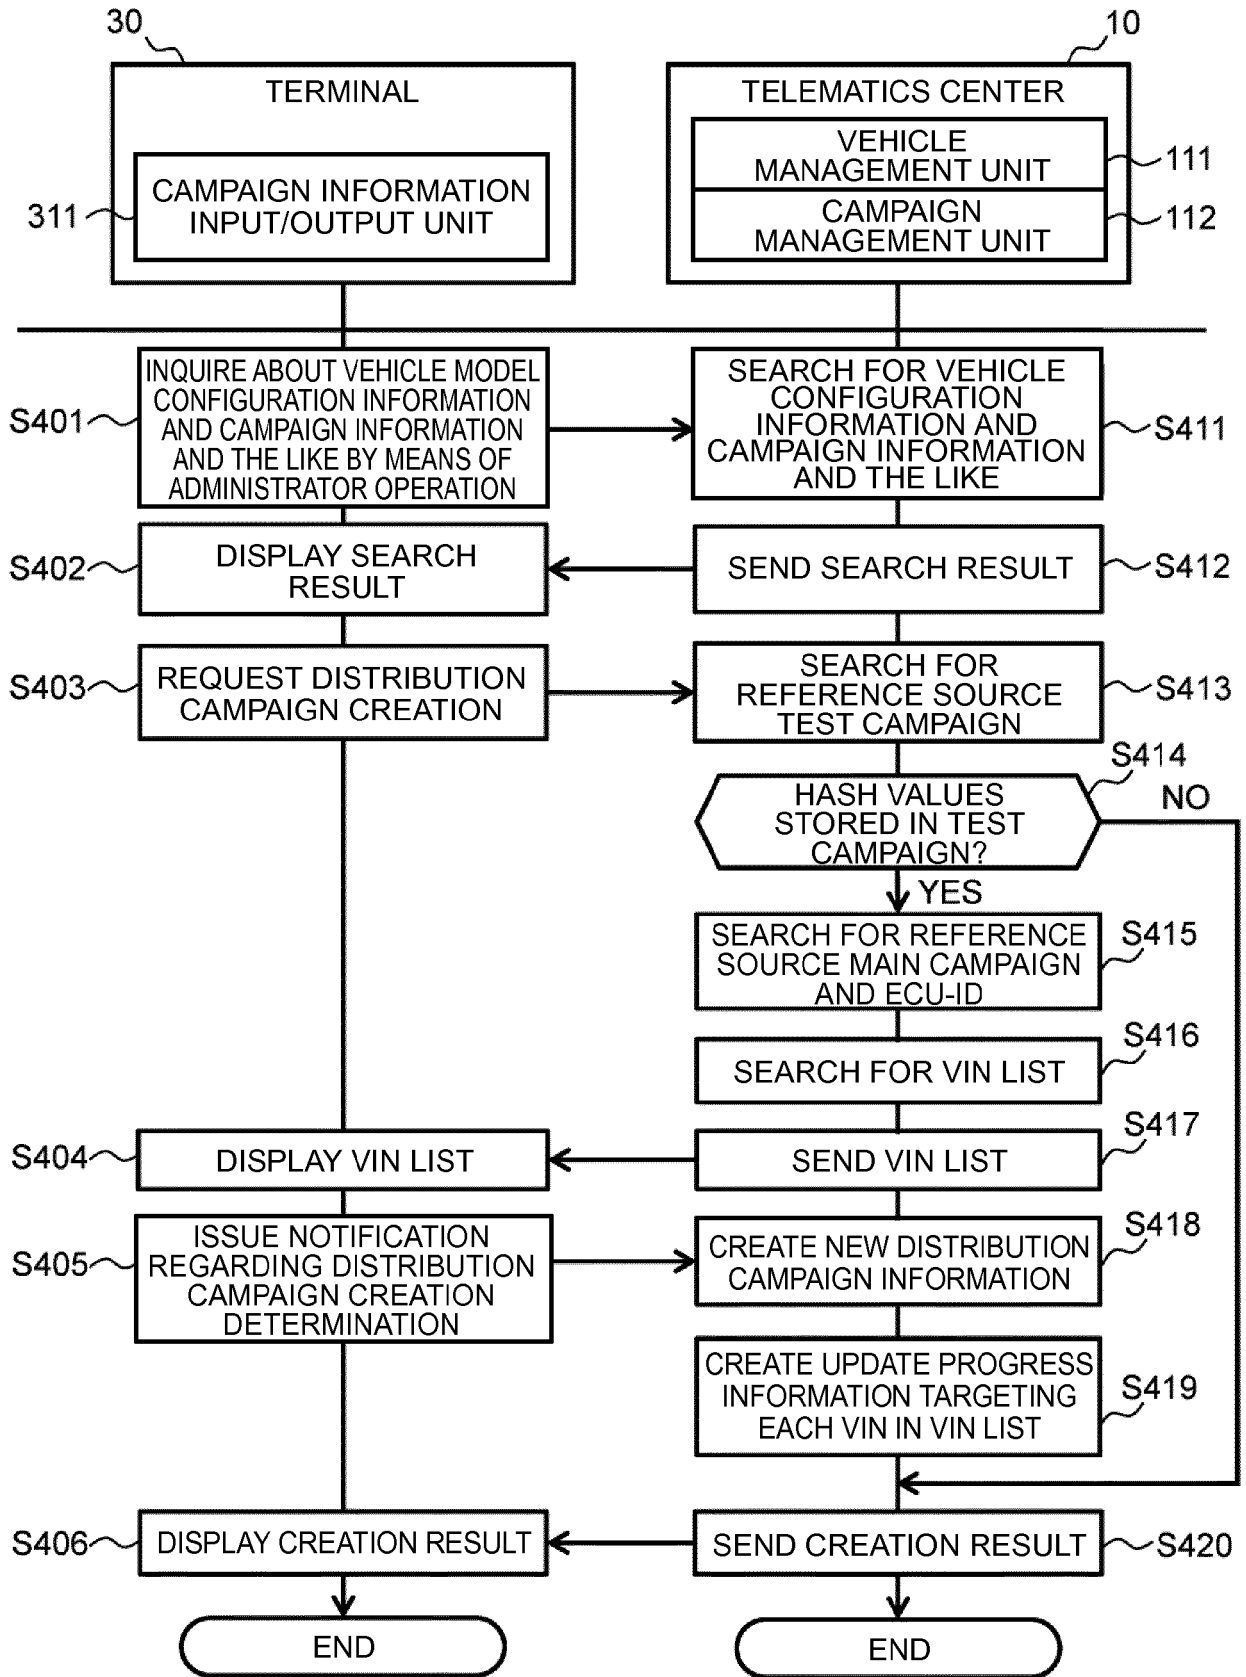 30
10
TERMINAL
TELEMATICS CENTER
CAMPAIGN INFORMATION
INPUT/OUTPUT UNIT
311
VEHICLE
MANAGEMENT UNIT
111
CAMPAIGN
MANAGEMENT UNIT
112
S401
INQUIRE ABOUT VEHICLE MODEL
CONFIGURATION INFORMATION
AND CAMPAIGN INFORMATION
AND THE LIKE BY MEANS OF
ADMINISTRATOR OPERATION
SEARCH FOR VEHICLE
CONFIGURATION
INFORMATION AND
CAMPAIGN INFORMATION
AND THE LIKE
S411
S402
DISPLAY SEARCH
RESULT
SEND SEARCH RESULT
S412
S403
REQUEST DISTRIBUTION
CAMPAIGN CREATION
SEARCH FOR
REFERENCE SOURCE
TEST CAMPAIGN
S413
S414
HASH VALUES
STORED IN TEST
CAMPAIGN?
NO
YES
SEARCH FOR REFERENCE
SOURCE MAIN CAMPAIGN
AND ECU-ID
S415
SEARCH FOR VIN LIST
S416
S404
DISPLAY VIN LIST
SEND VIN LIST
S417
S405
ISSUE NOTIFICATION
REGARDING DISTRIBUTION
CAMPAIGN CREATION
DETERMINATION
CREATE NEW DISTRIBUTION
CAMPAIGN INFORMATION
S418
CREATE UPDATE PROGRESS
INFORMATION TARGETING
EACH VIN IN VIN LIST
S419
S406
DISPLAY CREATION RESULT
SEND CREATION RESULT
S420
END
END